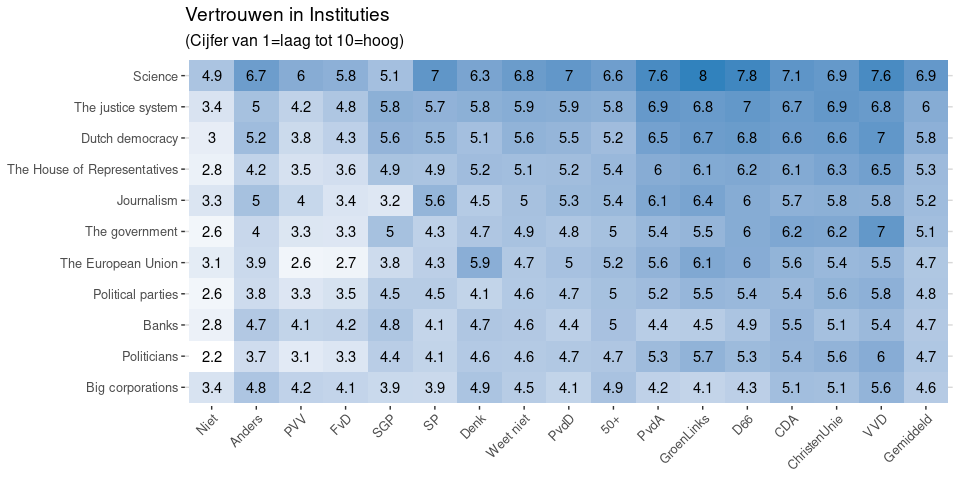 Vertrouwen in Instituties
(Cijfer van 1=laag tot 10=hoog)
Science 4.9 6.7 6 5.8 5.1 7 6.3 6.8 7 6.6 7.6 8 7.8 7.1 6.9 7.6 6.9
The justice system 3.4 5 4.2 4.8 5.8 5.7 5.8 5.9 5.9 5.8 6.9 6.8 7 6.7 6.9 6.8 6
Dutch democracy 3 5.2 3.8 4.3 5.6 5.5 5.1 5.6 5.5 5.2 6.5 6.7 6.8 6.6 6.6 7 5.8
The House of Representatives 2.8 4.2 3.5 3.6 4.9 4.9 5.2 5.1 5.2 5.4 6 6.1 6.2 6.1 6.3 6.5 5.3
Journalism 3.3 5 4 3.4 3.2 5.6 4.5 5 5.3 5.4 6.1 6.4 6 5.7 5.8 5.8 5.2
The government 2.6 4 3.3 3.3 5 4.3 4.7 4.9 4.8 5 5.4 5.5 6 6.2 6.2 7 5.1
The European Union 3.1 3.9 2.6 2.7 3.8 4.3 5.9 4.7 5 5.2 5.6 6.1 6 5.6 5.4 5.5 4.7
Political parties 2.6 3.8 3.3 3.5 4.5 4.5 4.1 4.6 4.7 5 5.2 5.5 5.4 5.4 5.6 5.8 4.8
Banks 2.8 4.7 4.1 4.2 4.8 4.1 4.7 4.6 4.4 5 4.4 4.5 4.9 5.5 5.1 5.4 4.7
Politicians 2.2 3.7 3.1 3.3 4.4 4.1 4.6 4.6 4.7 4.7 5.3 5.7 5.3 5.4 5.6 6 4.7
Big corporations 3.4 4.8 4.2 4.1 3.9 3.9 4.9 4.5 4.1 4.9 4.2 4.1 4.3 5.1 5.1 5.6 4.6
Niet Anders PVV FvD SGP SP Denk Weet niet PvdD 50+ PvdA GroenLinks D66 CDA ChristenUnie VVD Gemiddeld